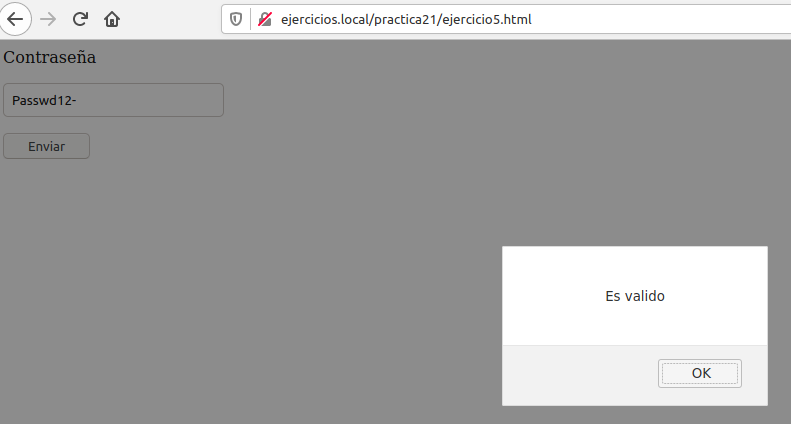 ejercicios.local/practica21/ejercicio5.html
Contraseña
Passwd12-
Enviar
Es valido
OK